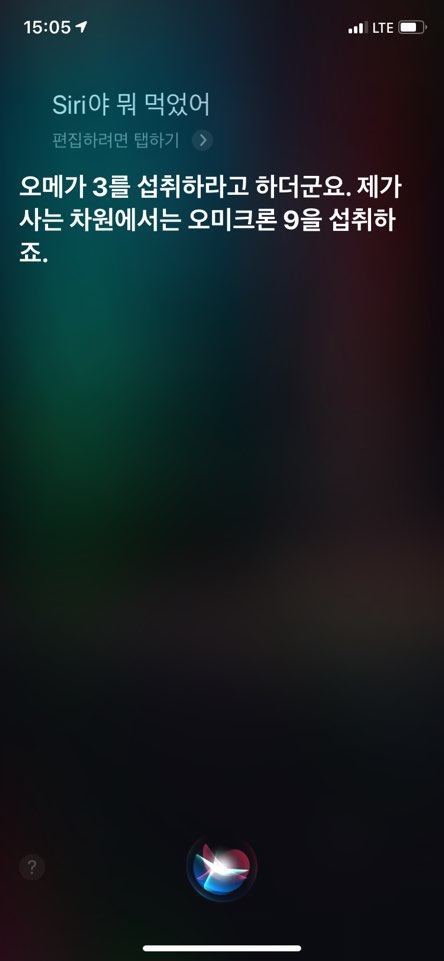 15:05 LTE
Siri야 뭐 먹었어
편집하려면 탭하기
오메가 3를 섭취하라고 하더군요. 제가
사는 차원에서는 오미크론 9을 섭취하
죠.
?